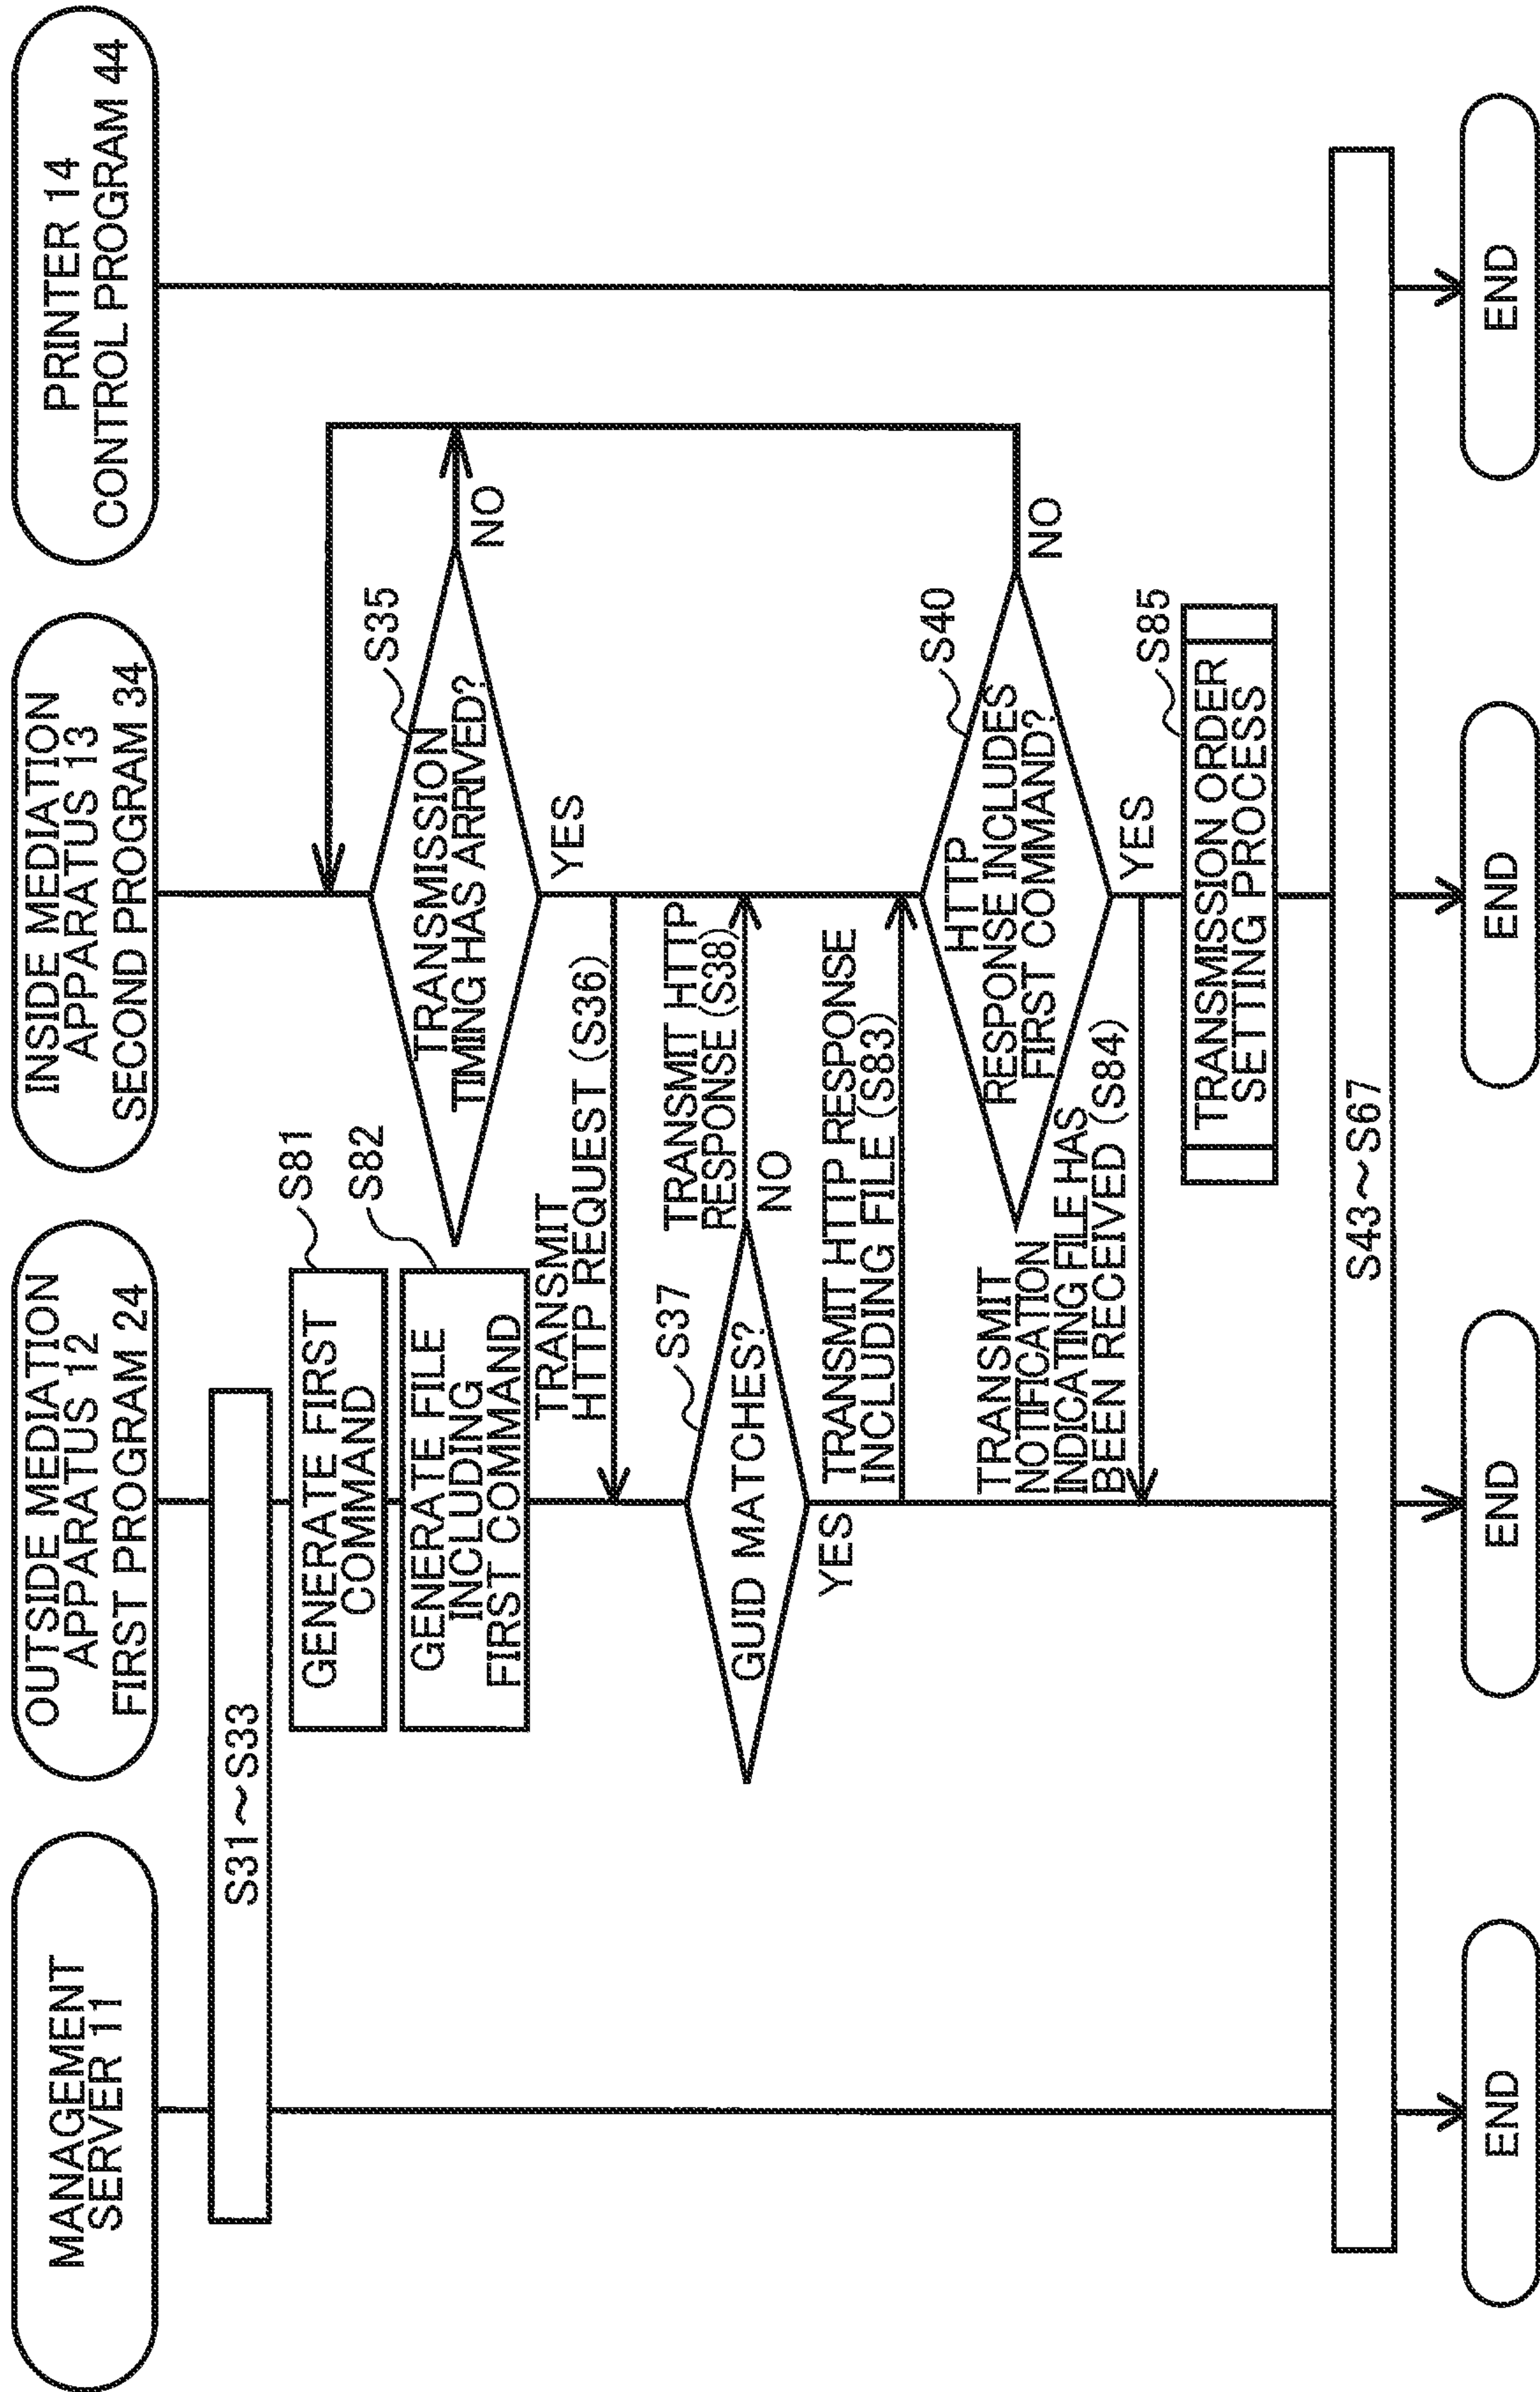 MANAGEMENT
SERVER 11
OUTSIDE MEDIATION
APPARATUS 12
FIRST PROGRAM 24
INSIDE MEDIATION
APPARATUS 13
SECOND PROGRAM 34
PRINTER 14
CONTROL PROGRAM 44
S31~S33
S81
GENERATE FIRST
COMMAND
S82
GENERATE FILE
INCLUDING
FIRST COMMAND
S35
TRANSMISSION
TIMING HAS ARRIVED?
NO
YES
TRANSMIT
HTTP REQUEST (S36)
S37
GUID MATCHES?
TRANSMIT HTTP
RESPONSE (S38)
NO
YES
TRANSMIT HTTP RESPONSE
INCLUDING FILE (S83)
S40
HTTP
RESPONSE INCLUDES
FIRST COMMAND?
NO
YES
TRANSMIT
NOTIFICATION
INDICATING FILE HAS
BEEN RECEIVED (S84)
S85
TRANSMISSION ORDER
SETTING PROCESS
S43~S67
END
END
END
END